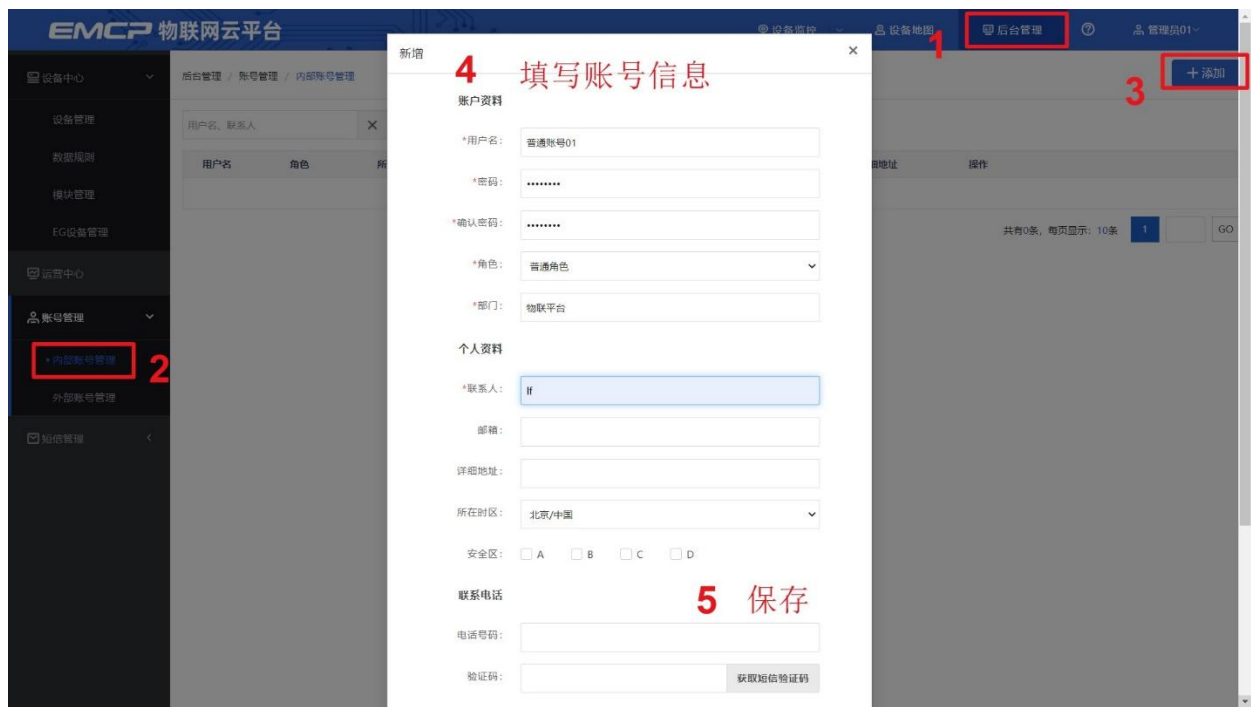 EMCP 物联网云平台
设备监控
设备地图
后台管理
管理员01
1
设备中心
后台管理 / 账号管理 / 内部账号管理
+添加
3
设备管理
用户名、联系人
数据规则
用户名
角色
所
细地址
操作
模块管理
EG设备管理
共有0条, 每页显示: 10条
1
GO
运营中心
账号管理
内部账号管理
2
外部账号管理
短信管理
新增
4 填写账号信息
账户资料
*用户名:
普通账号01
*密码:
••••••••
*确认密码:
••••••••
*角色:
普通角色
*部门:
物联平台
个人资料
*联系人:
lf
邮箱:
详细地址:
所在时区:
北京/中国
安全区:
A B C D
联系电话
5 保存
电话号码:
验证码:
获取短信验证码